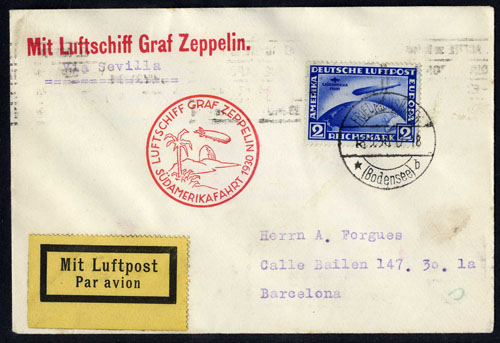 Mit Luftschiff Graf Zeppelin.
Via Sevilla
LUFTSCHIFF GRAF ZEPPELIN
SÜDAMERIKAFAHRT 1930
DEUTSCHE LUFTPOST
AMERIKA
EUROPA
2 REICHSMARK 2
(Bodensee) b
Herrn A. Forgues
Calle Bailen 147. 3o. 1a
Barcelona
Mit Luftpost
Par avion